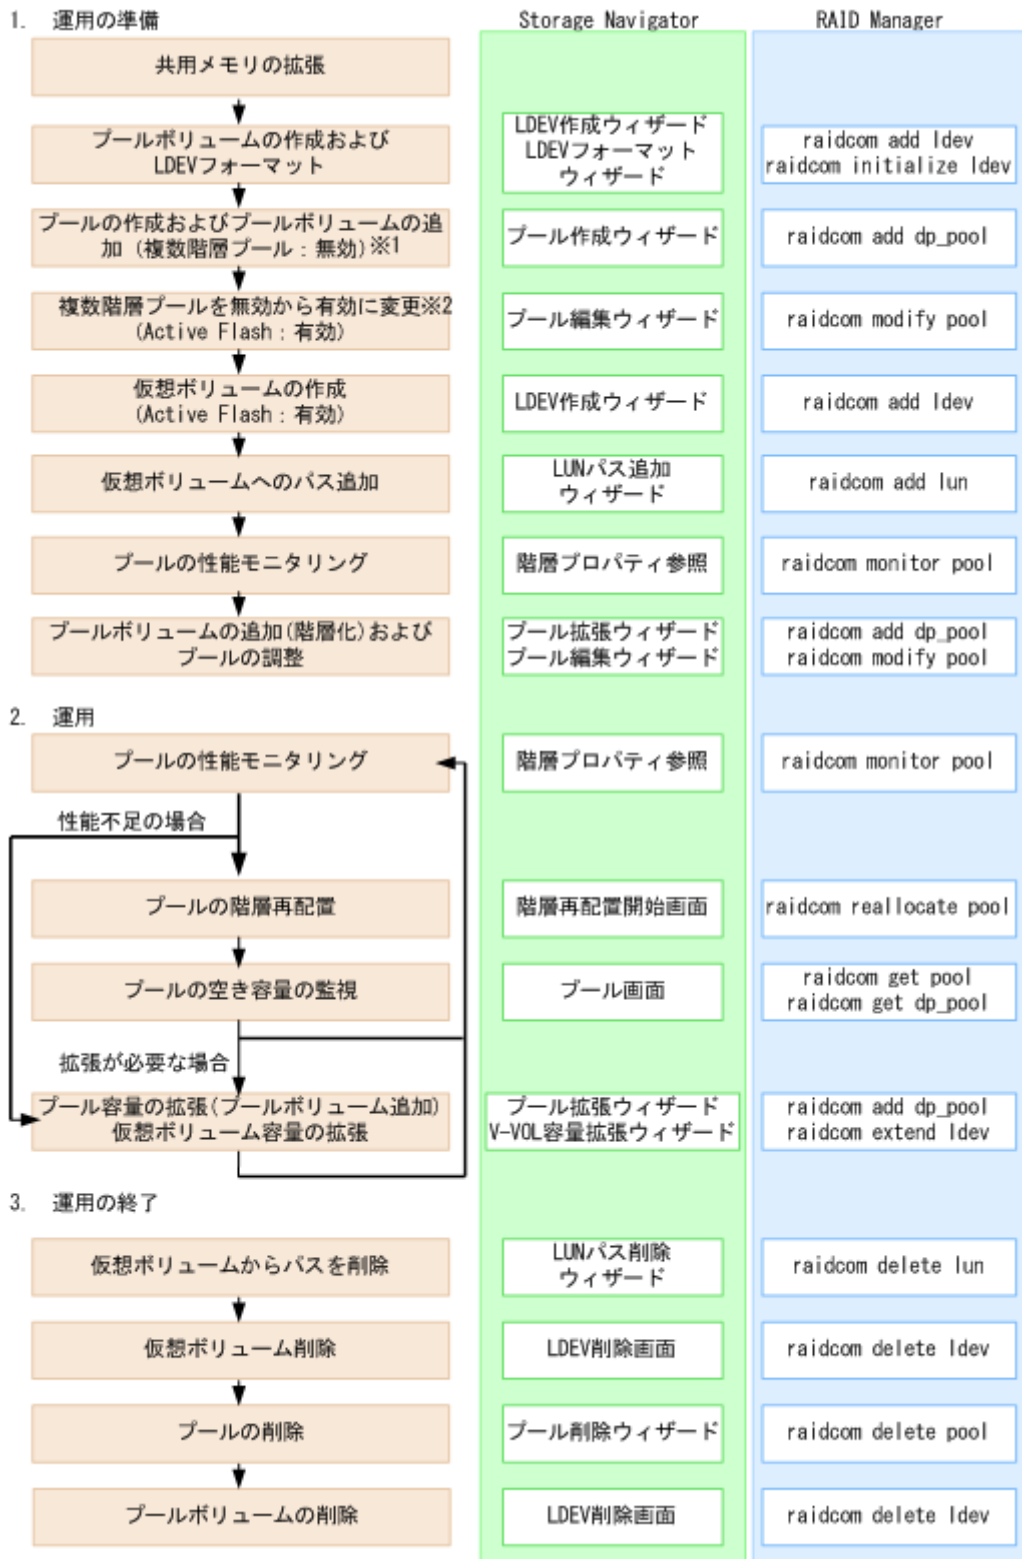 1. 運用の準備
Storage Navigator
RAID Manager
共用メモリの拡張
プールボリュームの作成および
LDEVフォーマット
LDEV作成ウィザード
LDEVフォーマット
ウィザード
raidcom add ldev
raidcom initialize ldev
プールの作成およびプールボリュームの追
加 (複数階層プール：無効)※1
プール作成ウィザード
raidcom add dp_pool
複数階層プールを無効から有効に変更※2
(Active Flash：有効)
プール編集ウィザード
raidcom modify pool
仮想ボリュームの作成
(Active Flash：有効)
LDEV作成ウィザード
raidcom add ldev
仮想ボリュームへのパス追加
LUNパス追加
ウィザード
raidcom add lun
プールの性能モニタリング
階層プロパティ参照
raidcom monitor pool
プールボリュームの追加(階層化)および
プールの調整
プール拡張ウィザード
プール編集ウィザード
raidcom add dp_pool
raidcom modify pool
2. 運用
プールの性能モニタリング
階層プロパティ参照
raidcom monitor pool
性能不足の場合
プールの階層再配置
階層再配置開始画面
raidcom reallocate pool
プールの空き容量の監視
プール画面
raidcom get pool
raidcom get dp_pool
拡張が必要な場合
プール容量の拡張(プールボリューム追加)
仮想ボリューム容量の拡張
プール拡張ウィザード
V-VOL容量拡張ウィザード
raidcom add dp_pool
raidcom extend ldev
3. 運用の終了
仮想ボリュームからパスを削除
LUNパス削除
ウィザード
raidcom delete lun
仮想ボリューム削除
LDEV削除画面
raidcom delete ldev
プールの削除
プール削除ウィザード
raidcom delete pool
プールボリュームの削除
LDEV削除画面
raidcom delete ldev